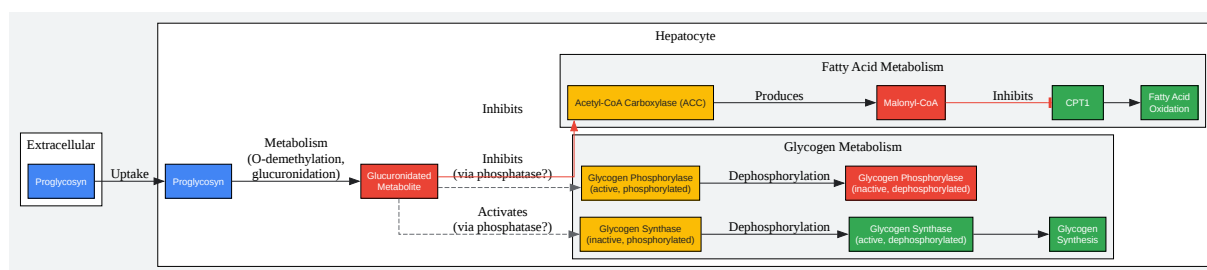 Hepatocyte
Fatty Acid Metabolism
Acetyl-CoA Carboxylase (ACC)
Produces
Malonyl-CoA
Inhibits
CPT1
Fatty Acid
Oxidation
Inhibits
Extracellular
Proglycosyn
Uptake
Proglycosyn
Metabolism
(O-demethylation,
glucuronidation)
Glucuronidated
Metabolite
Inhibits
(via phosphatase?)
Activates
(via phosphatase?)
Glycogen Metabolism
Glycogen Phosphorylase
(active, phosphorylated)
Dephosphorylation
Glycogen Phosphorylase
(inactive, dephosphorylated)
Glycogen Synthase
(inactive, phosphorylated)
Dephosphorylation
Glycogen Synthase
(active, dephosphorylated)
Glycogen
Synthesis